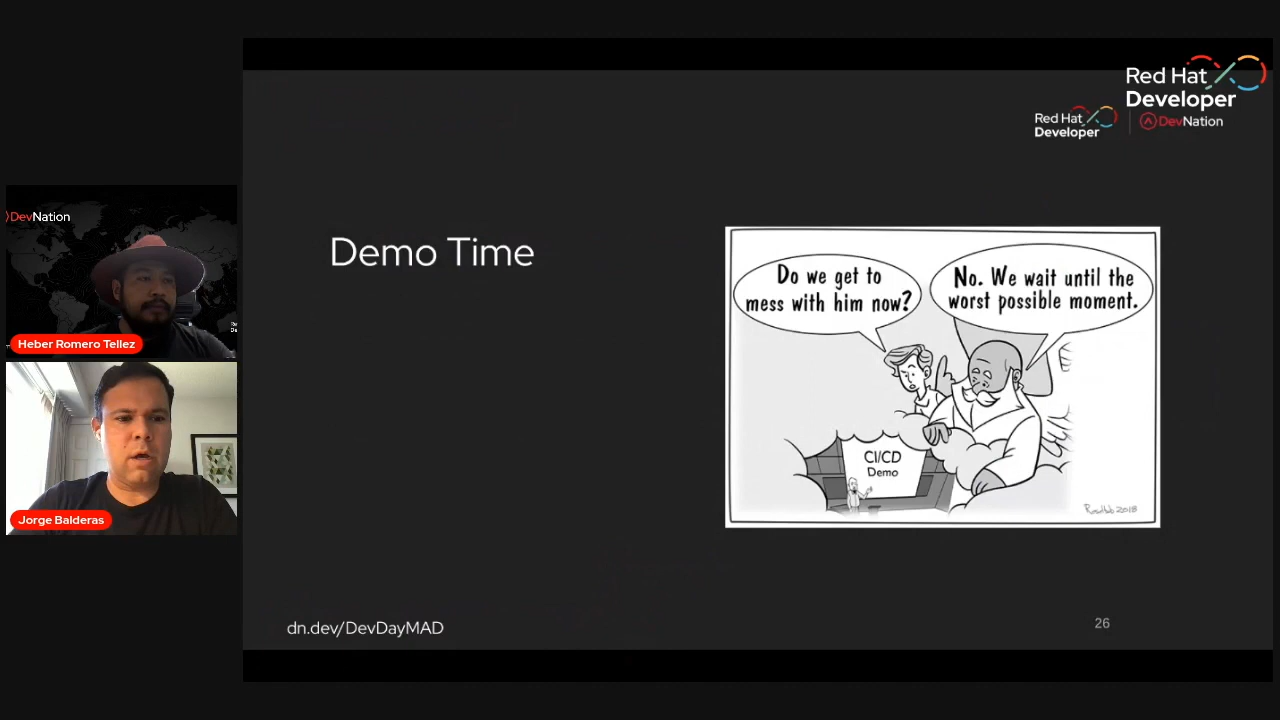 Red Hat
Developer
Red Hat
Developer
DevNation
DevNation
Heber Romero Tellez
Jorge Balderas
Demo Time
Do we get to
mess with him now?
No. We wait until the
worst possible moment.
CI/CD
Demo
dn.dev/DevDayMAD
26